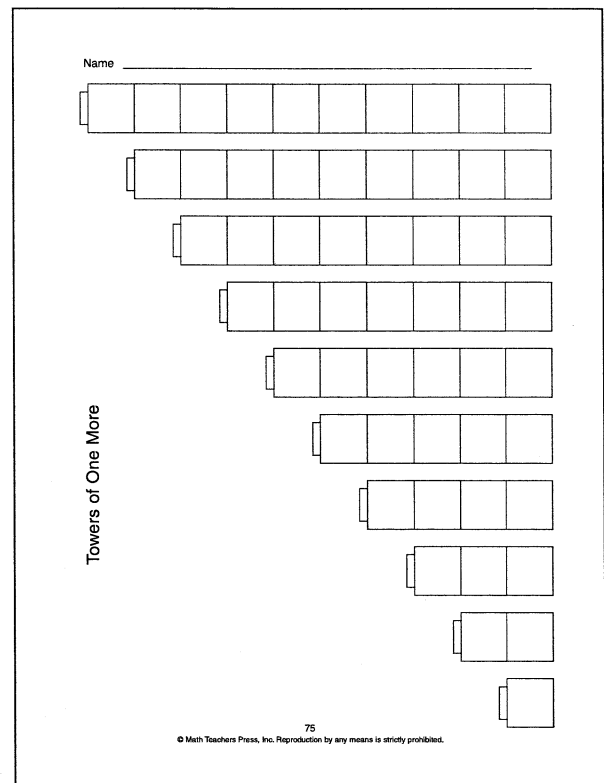 Name
Towers of One More
75
© Math Teachers Press, Inc. Reproduction by any means is strictly prohibited.